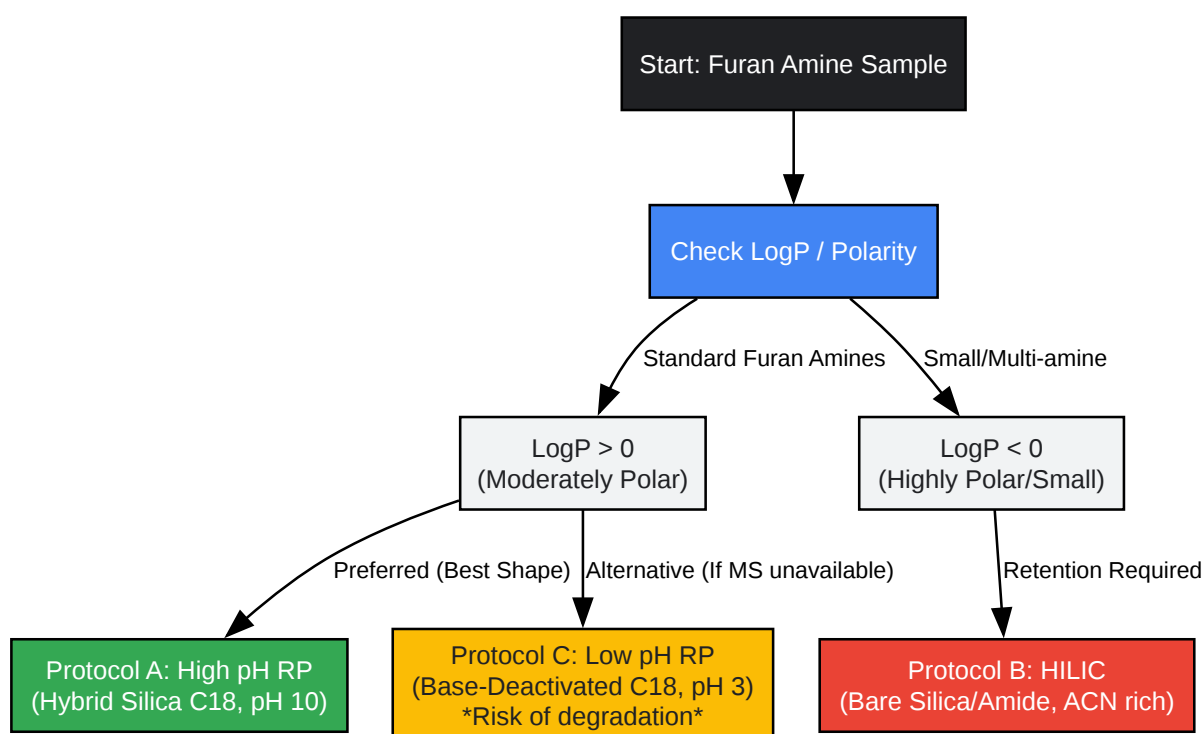 Start: Furan Amine Sample
Check LogP / Polarity
Standard Furan Amines
Small/Multi-amine
LogP > 0
(Moderately Polar)
LogP < 0
(Highly Polar/Small)
Preferred (Best Shape)
Alternative (If MS unavailable)
Retention Required
Protocol A: High pH RP
(Hybrid Silica C18, pH 10)
Protocol C: Low pH RP
(Base-Deactivated C18, pH 3)
*Risk of degradation*
Protocol B: HILIC
(Bare Silica/Amide, ACN rich)